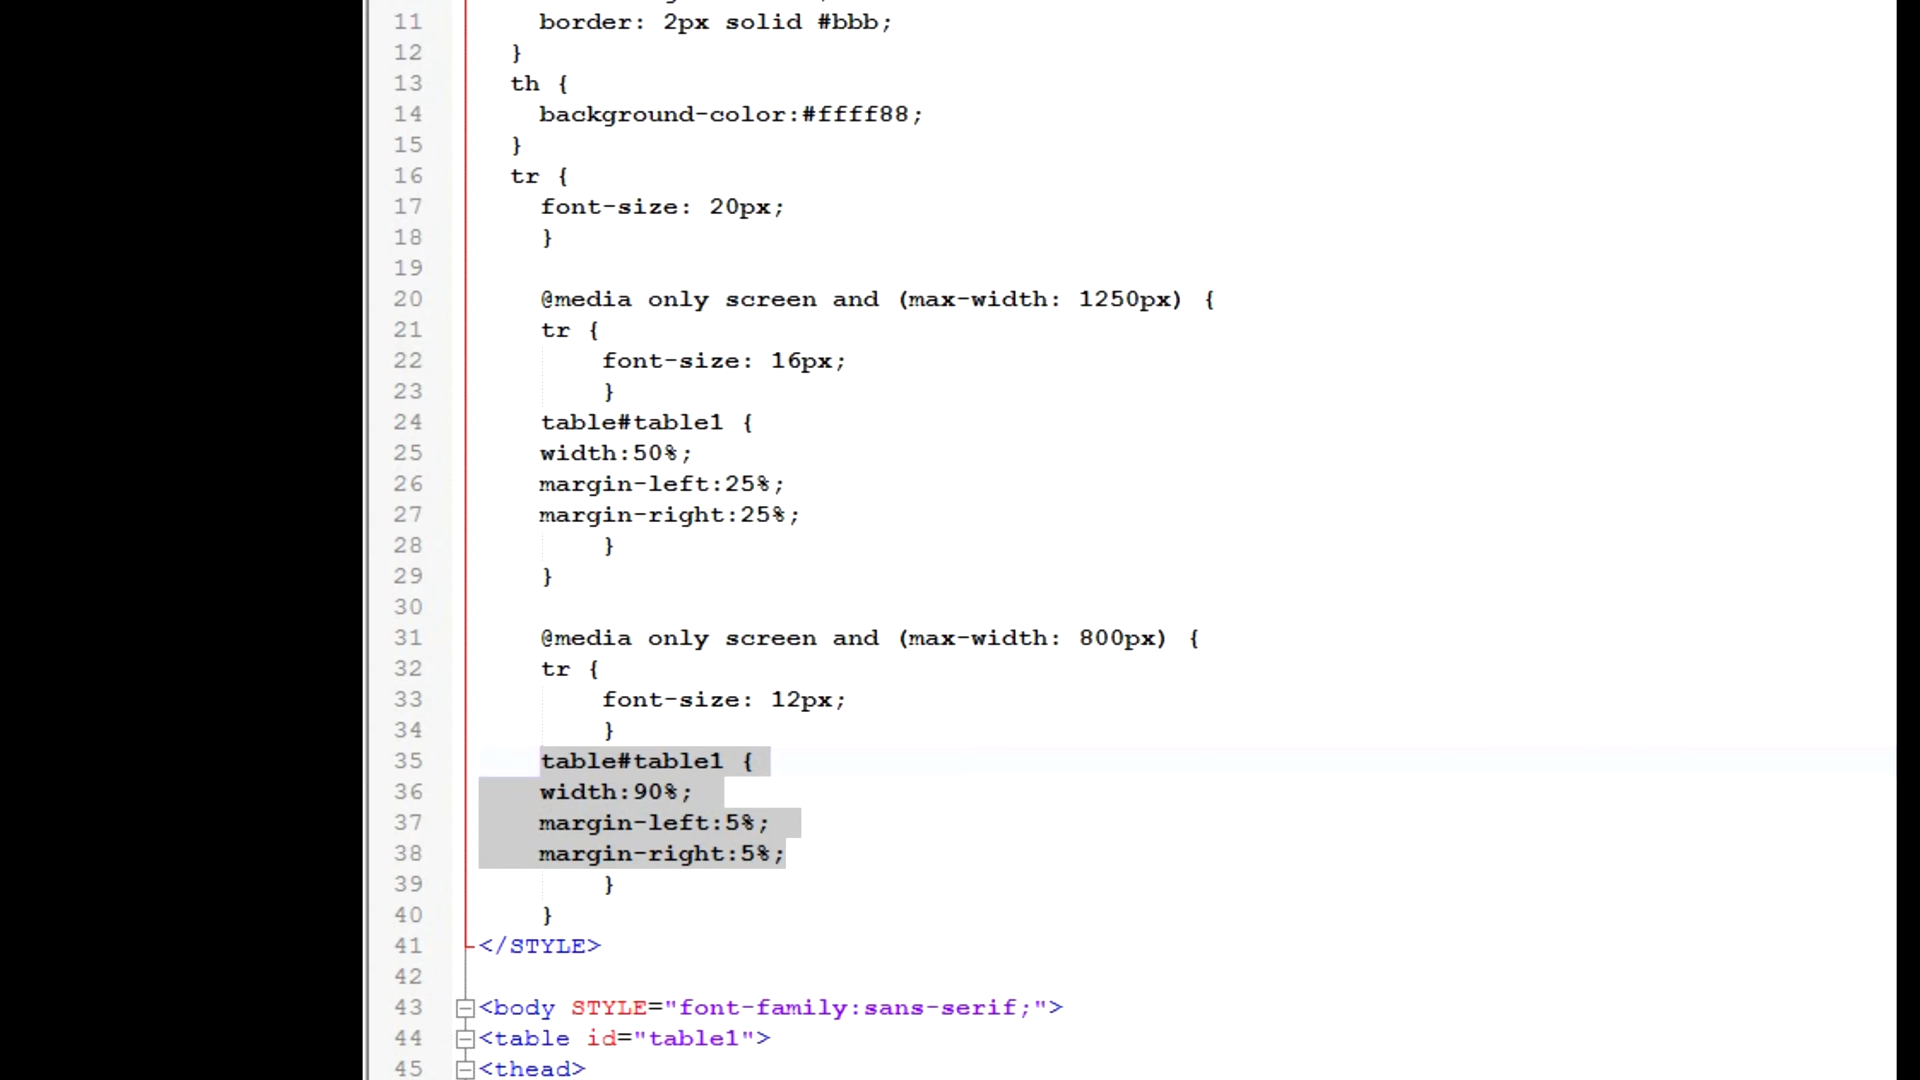 11 border: 2px solid #bbb;
12 }
13 th {
14 background-color:#ffff88;
15 }
16 tr {
17 font-size: 20px;
18 }
19
20 @media only screen and (max-width: 1250px) {
21 tr {
22 font-size: 16px;
23 }
24 table#table1 {
25 width:50%;
26 margin-left:25%;
27 margin-right:25%;
28 }
29 }
30
31 @media only screen and (max-width: 800px) {
32 tr {
33 font-size: 12px;
34 }
35 table#table1 {
36 width:90%;
37 margin-left:5%;
38 margin-right:5%;
39 }
40 }
41 </STYLE>
42
43 <body STYLE="font-family:sans-serif;">
44 <table id="table1">
45 <thead>